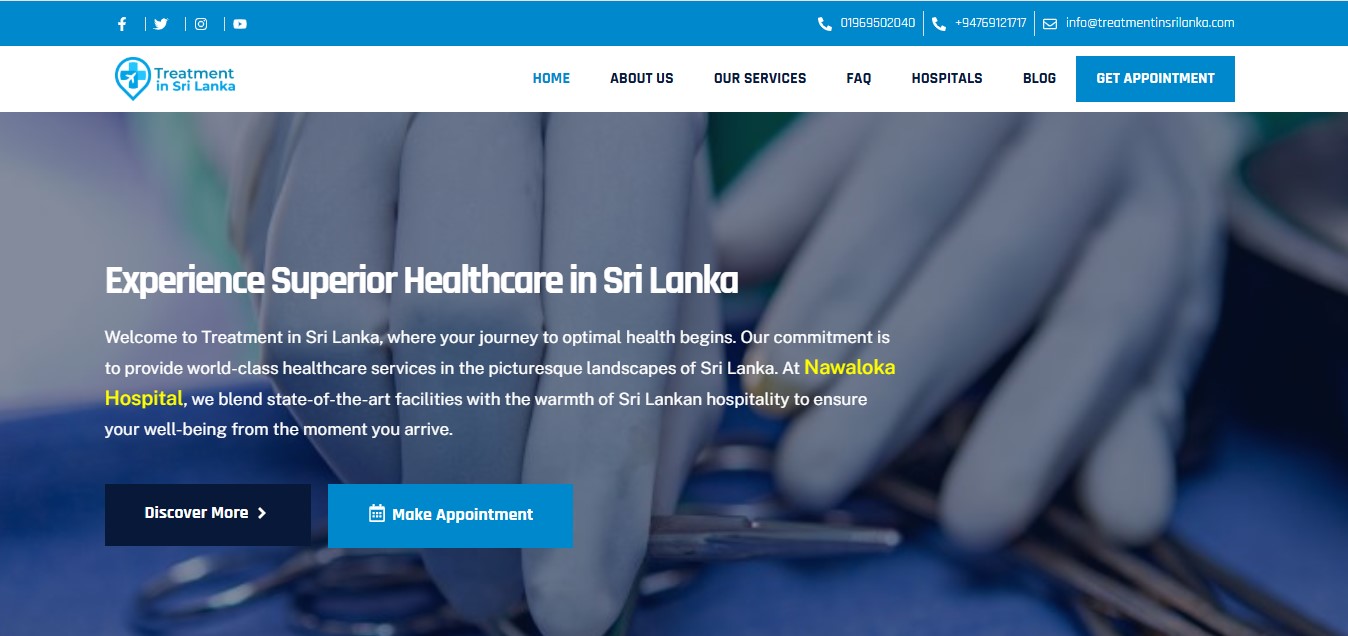 01969502040
+94769121717
info@treatmentinsrilanka.com
Treatment
in Sri Lanka
HOME
ABOUT US
OUR SERVICES
FAQ
HOSPITALS
BLOG
GET APPOINTMENT
Experience Superior Healthcare in Sri Lanka
Welcome to Treatment in Sri Lanka, where your journey to optimal health begins. Our commitment is
to provide world-class healthcare services in the picturesque landscapes of Sri Lanka. At Nawaloka
Hospital, we blend state-of-the-art facilities with the warmth of Sri Lankan hospitality to ensure
your well-being from the moment you arrive.
Discover More
Make Appointment